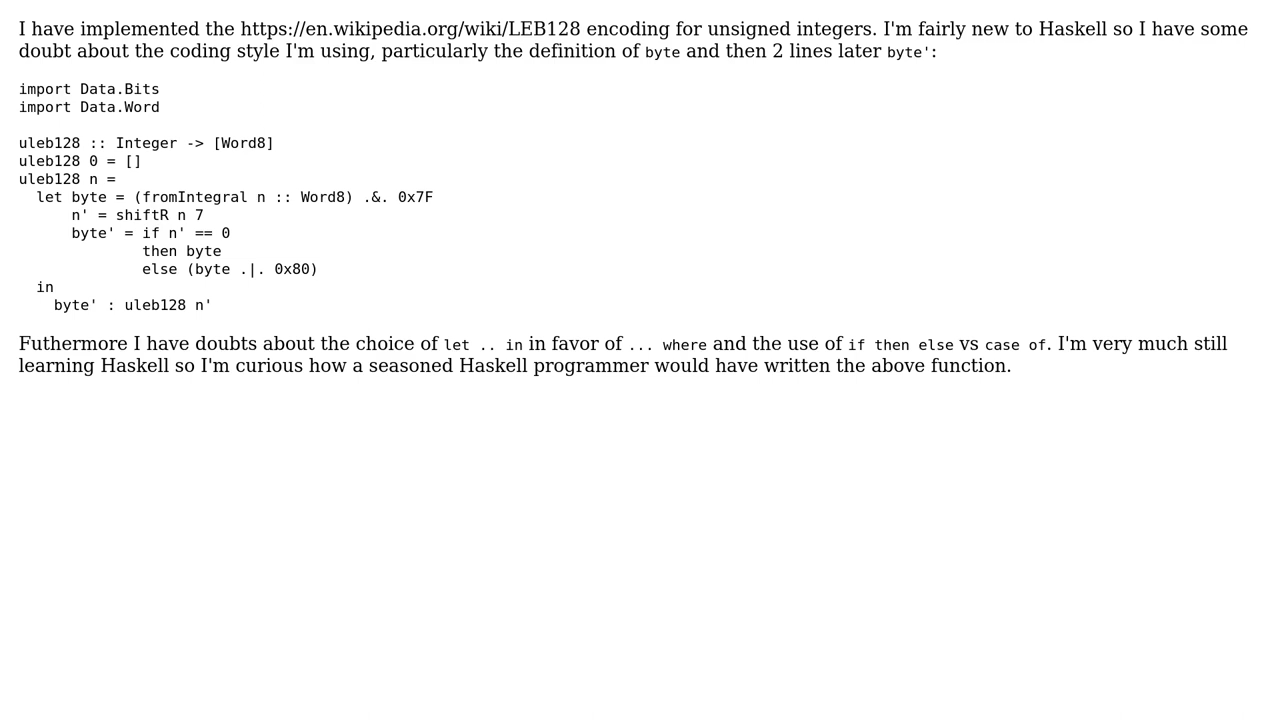 I have implemented the https://en.wikipedia.org/wiki/LEB128 encoding for unsigned integers. I'm fairly new to Haskell so I have some
doubt about the coding style I'm using, particularly the definition of byte and then 2 lines later byte':
import Data.Bits
import Data.Word
uleb128 :: Integer -> [Word8]
uleb128 0 = []
uleb128 n =
  let byte = (fromIntegral n :: Word8) .&. 0x7F
      n' = shiftR n 7
      byte' = if n' == 0
              then byte
              else (byte .|. 0x80)
  in
    byte' : uleb128 n'
Futhermore I have doubts about the choice of let .. in in favor of ... where and the use of if then else vs case of. I'm very much still
learning Haskell so I'm curious how a seasoned Haskell programmer would have written the above function.